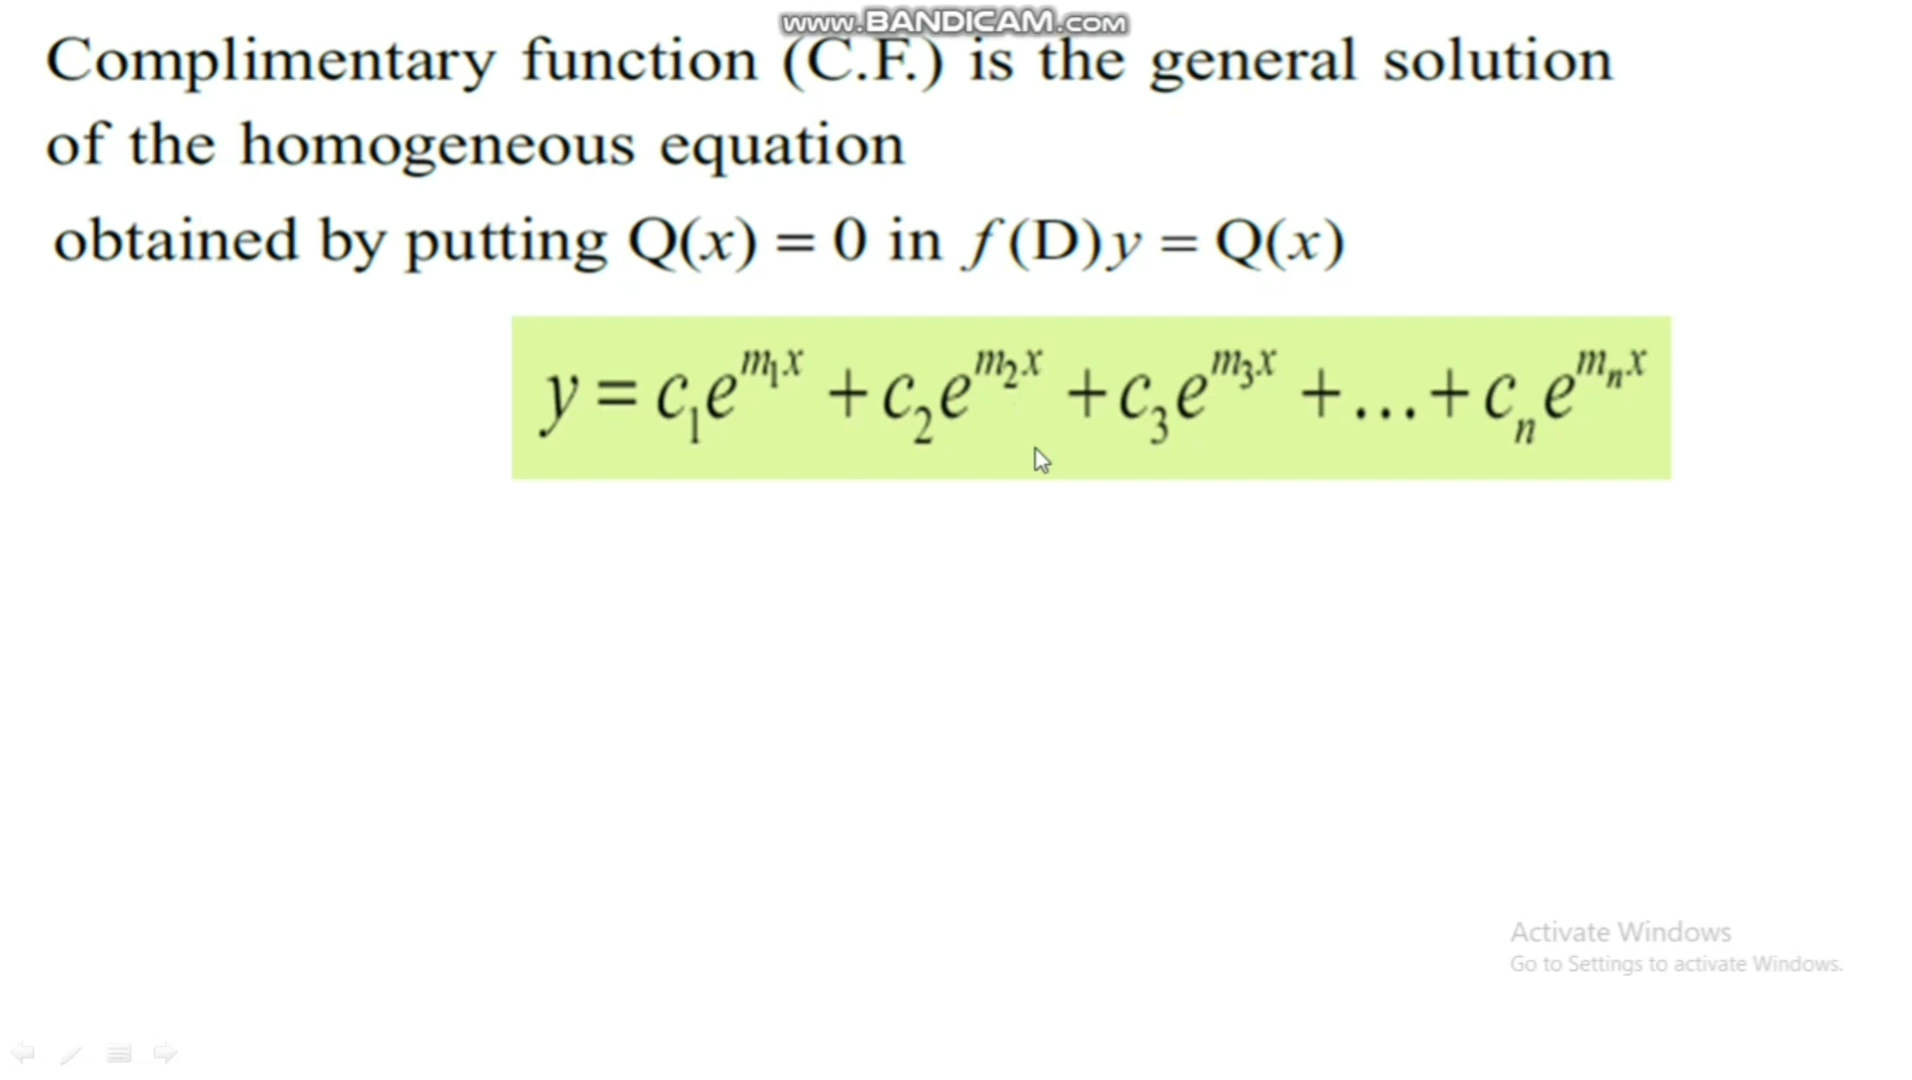 www.BANDICAM.com
Complimentary function (C.F.) is the general solution
of the homogeneous equation
obtained by putting Q(x) = 0 in f(D)y = Q(x)
y = c₁e^{m₁x} + c₂e^{m₂x} + c₃e^{m₃x} + ... + cₙe^{mₙx}
Activate Windows
Go to Settings to activate Windows.